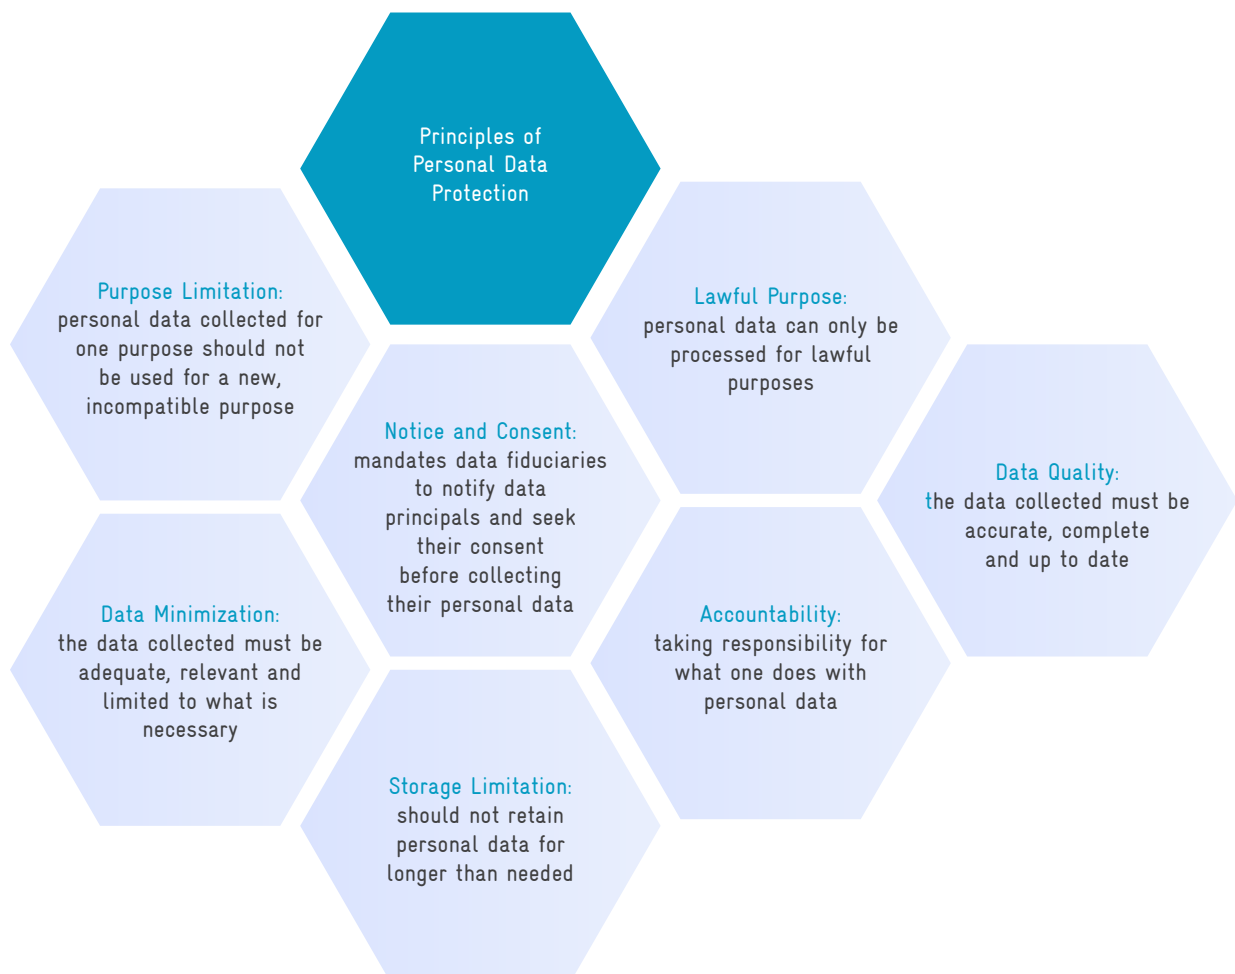 Principles of
Personal Data
Protection
Purpose Limitation:
personal data collected for
one purpose should not
be used for a new,
incompatible purpose
Lawful Purpose:
personal data can only be
processed for lawful
purposes
Notice and Consent:
mandates data fiduciaries
to notify data
principals and seek
their consent
before collecting
their personal data
Data Quality:
the data collected must be
accurate, complete
and up to date
Data Minimization:
the data collected must be
adequate, relevant and
limited to what is
necessary
Accountability:
taking responsibility for
what one does with
personal data
Storage Limitation:
should not retain
personal data for
longer than needed